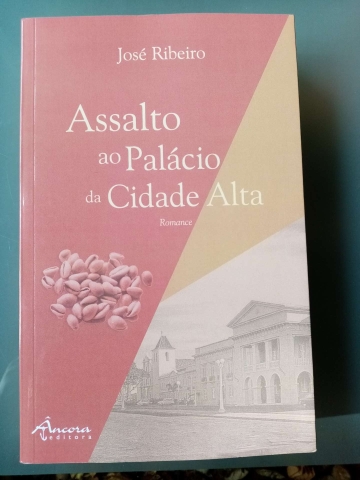 José Ribeiro
Assalto
ao Palácio
da Cidade Alta
Romance
Âncora
editora